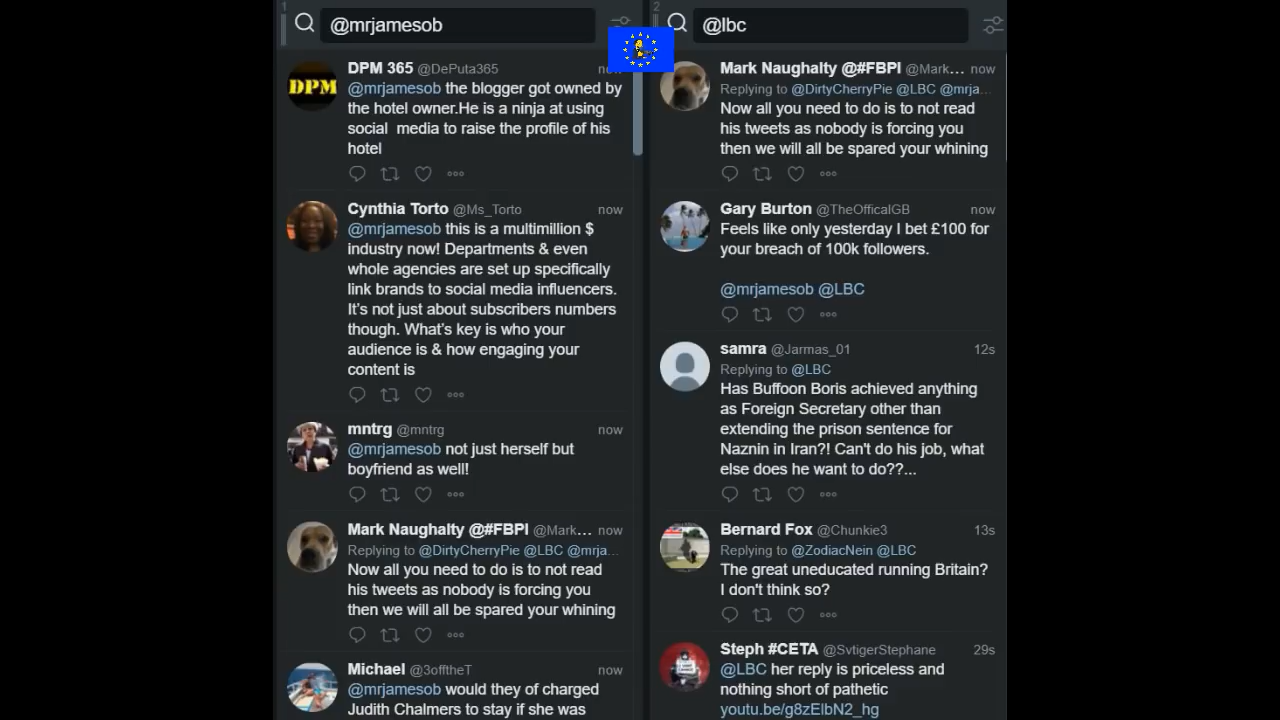 1
@mrjamesob
DPM
DPM 365 @DePuta365 now
@mrjamesob the blogger got owned by
the hotel owner.He is a ninja at using
social media to raise the profile of his
hotel
Cynthia Torto @Ms_Torto now
@mrjamesob this is a multimillion $
industry now! Departments & even
whole agencies are set up specifically
link brands to social media influencers.
It's not just about subscribers numbers
though. What's key is who your
audience is & how engaging your
content is
mntrg @mntrg now
@mrjamesob not just herself but
boyfriend as well!
Mark Naughalty @#FBPI @Mark... now
Replying to @DirtyCherryPie @LBC @mrja...
Now all you need to do is to not read
his tweets as nobody is forcing you
then we will all be spared your whining
Michael @3offtheT now
@mrjamesob would they of charged
Judith Chalmers to stay if she was
2
@lbc
Mark Naughalty @#FBPI @Mark... now
Replying to @DirtyCherryPie @LBC @mrja...
Now all you need to do is to not read
his tweets as nobody is forcing you
then we will all be spared your whining
Gary Burton @TheOfficalGB now
Feels like only yesterday I bet £100 for
your breach of 100k followers.
@mrjamesob @LBC
samra @Jarmas_01 12s
Replying to @LBC
Has Buffoon Boris achieved anything
as Foreign Secretary other than
extending the prison sentence for
Naznin in Iran?! Can't do his job, what
else does he want to do??...
Bernard Fox @Chunkie3 13s
Replying to @ZodiacNein @LBC
The great uneducated running Britain?
I don't think so?
Steph #CETA @SvtigerStephane 29s
@LBC her reply is priceless and
nothing short of pathetic
youtu.be/g8zElbN2_hg